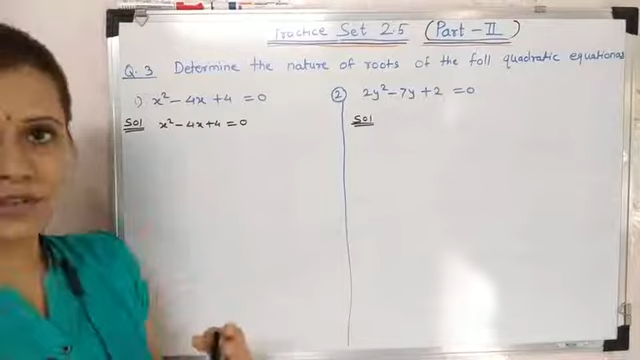 Practice Set 2.5 (Part - II)
Q.3 Determine the nature of roots of the foll quadratic equations
1) x² - 4x + 4 = 0
Sol x² - 4x + 4 = 0
② 2y² - 7y + 2 = 0
Sol